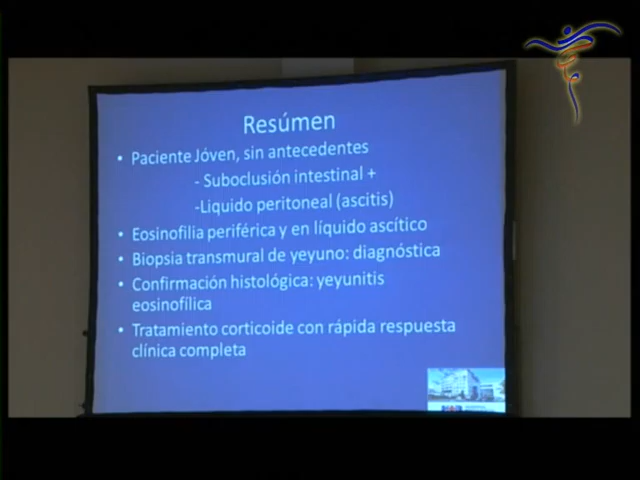 Resúmen
• Paciente Jóven, sin antecedentes
- Suboclusión intestinal +
-Liquido peritoneal (ascitis)
• Eosinofilia periférica y en líquido ascítico
• Biopsia transmural de yeyuno: diagnóstica
• Confirmación histológica: yeyunitis
eosinofílica
• Tratamiento corticoide con rápida respuesta
clínica completa